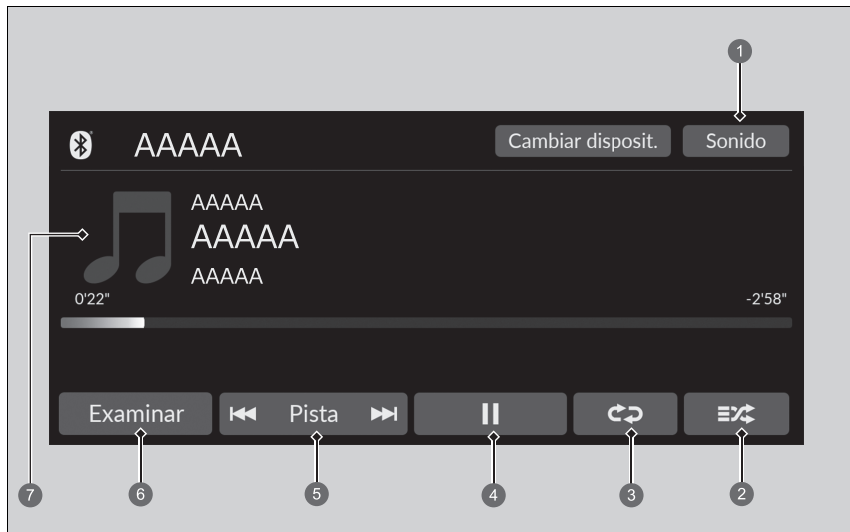 1
AAAAA Cambiar disposit. Sonido
AAAAA
AAAAA
AAAAA
7
0'22" -2'58"
Examinar Pista
6 5 4 3 2